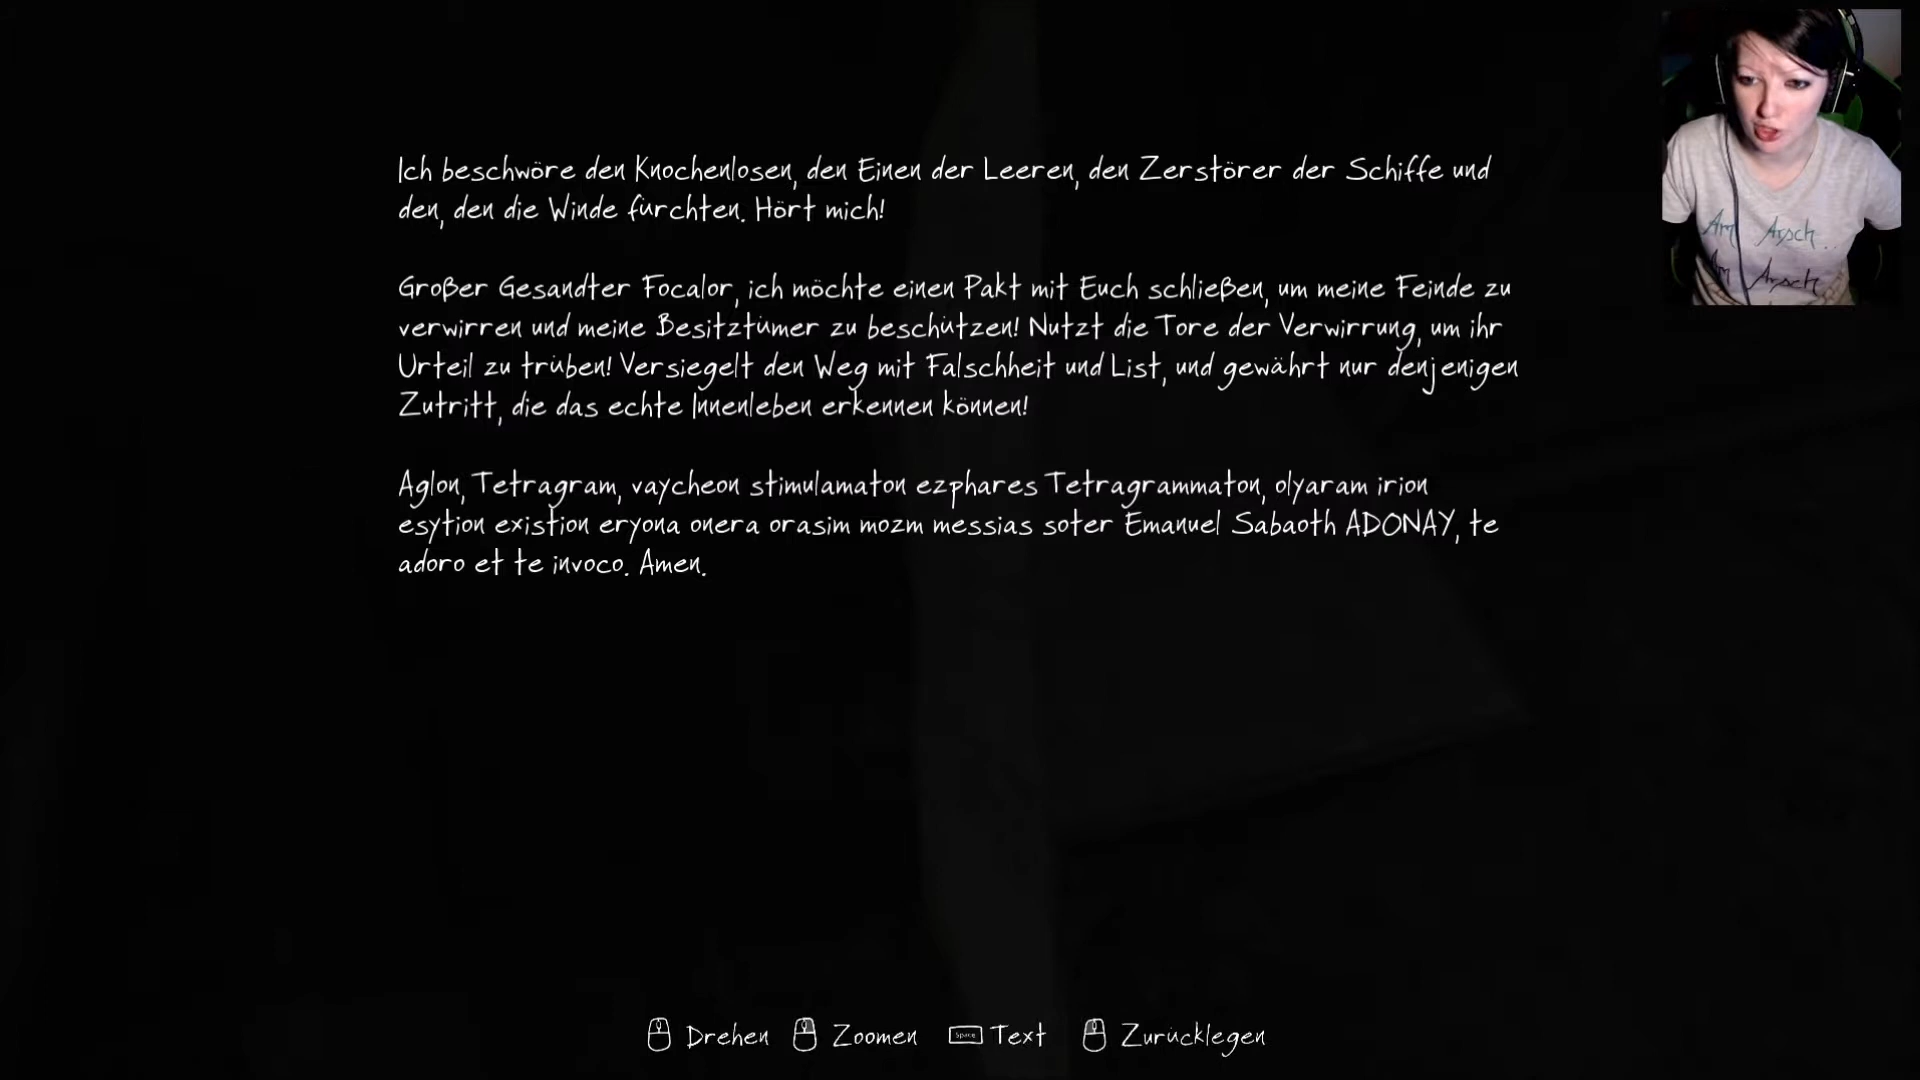 Ich beschwöre den Knochenlosen, den Einen der Leeren, den Zerstörer der Schiffe und
den, den die Winde fürchten. Hört mich!
Großer Gesandter Focalor, ich möchte einen Pakt mit Euch schließen, um meine Feinde zu
verwirren und meine Besitztümer zu beschützen! Nutzt die Tore der Verwirrung, um ihr
Urteil zu trüben! Versiegelt den Weg mit Falschheit und List, und gewährt nur denjenigen
Zutritt, die das echte Innenleben erkennen können!
Aglon, Tetragram, vaycheon stimulamaton ezphares Tetragrammaton, olyaram irion
esytion existion eryona onera orasim mozm messias soter Emanuel Sabaoth ADONAY, te
adoro et te invoco. Amen.
Am Arsch..
Am Arsch
Drehen Zoomen Space Text Zurücklegen